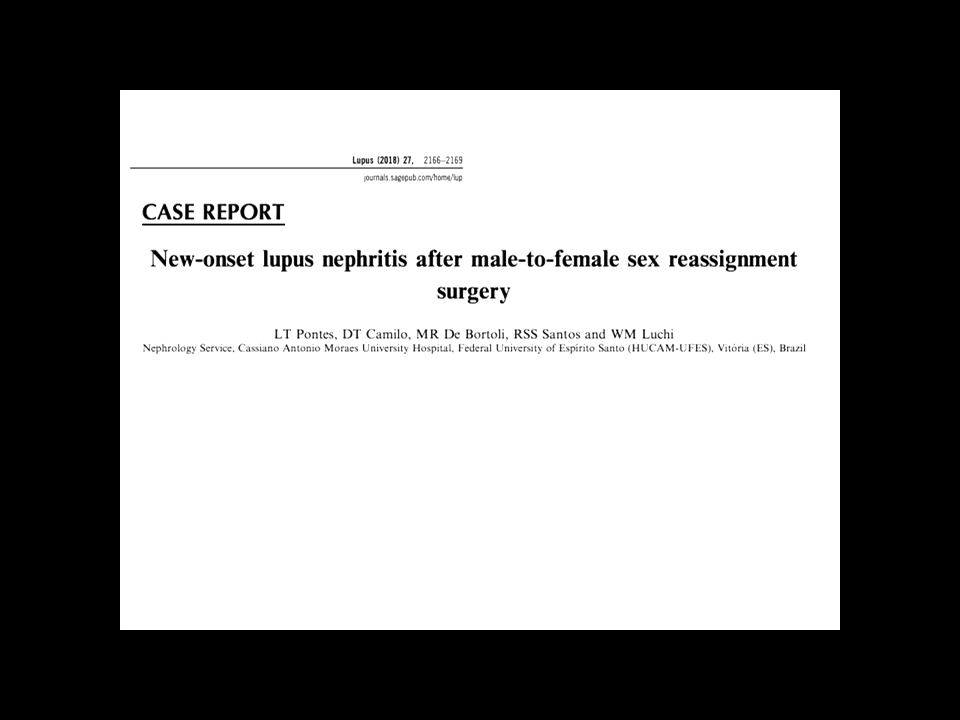 Lupus (2018) 27, 2166–2169
journals.sagepub.com/home/lup
CASE REPORT
New-onset lupus nephritis after male-to-female sex reassignment
surgery
LT Pontes, DT Camilo, MR De Bortoli, RSS Santos and WM Luchi
Nephrology Service, Cassiano Antonio Moraes University Hospital, Federal University of Espírito Santo (HUCAM-UFES), Vitória (ES), Brazil